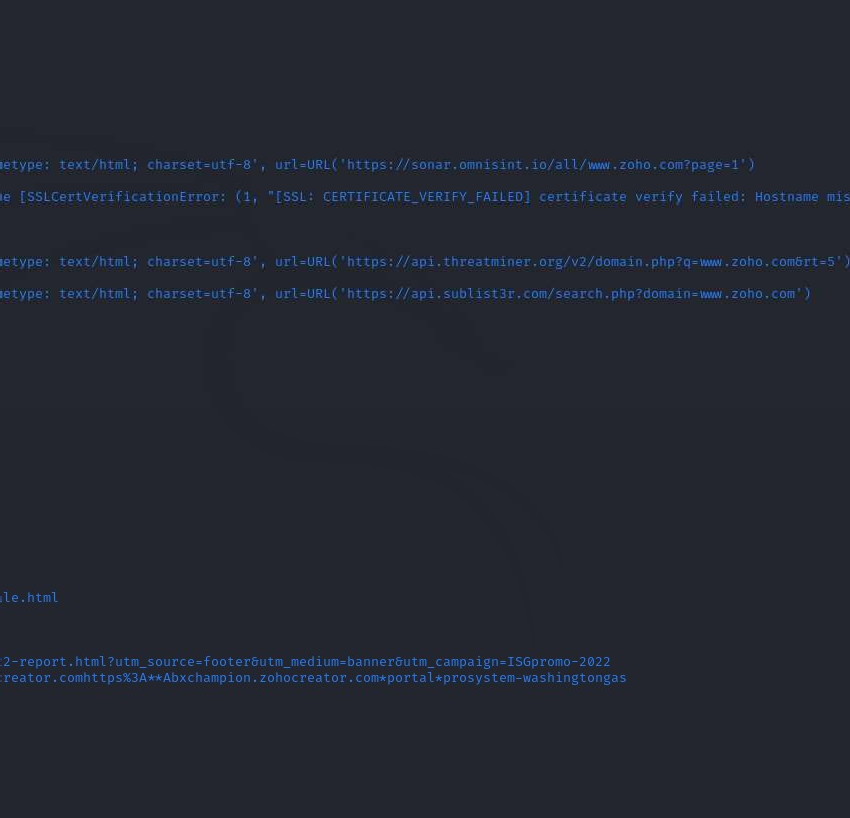 metype: text/html; charset=utf-8', url=URL('https://sonar.omnisint.io/all/www.zoho.com?page=1')
ne [SSLCertVerificationError: (1, "[SSL: CERTIFICATE_VERIFY_FAILED] certificate verify failed: Hostname mis
metype: text/html; charset=utf-8', url=URL('https://api.threatminer.org/v2/domain.php?q=www.zoho.com&rt=5')
metype: text/html; charset=utf-8', url=URL('https://api.sublist3r.com/search.php?domain=www.zoho.com')
le.html
2-report.html?utm_source=footer&utm_medium=banner&utm_campaign=ISGpromo-2022
creator.comhttps%3A**Abxchampion.zohocreator.com*portal*prosystem-washingtongas